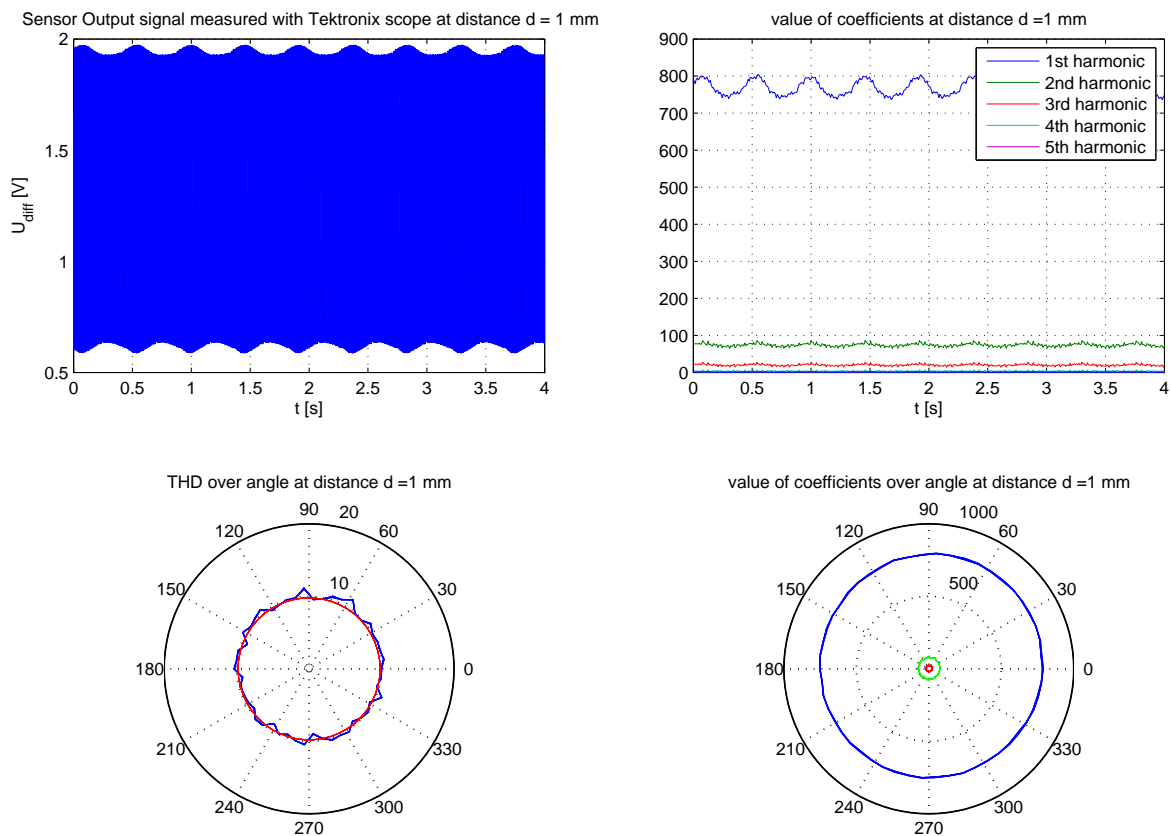 Sensor Output signal measured with Tektronix scope at distance d = 1 mm
2
1.5
1
0.5
U_diff [V]
0 0.5 1 1.5 2 2.5 3 3.5 4
t [s]
value of coefficients at distance d =1 mm
900
800
700
600
500
400
300
200
100
0
1st harmonic
2nd harmonic
3rd harmonic
4th harmonic
5th harmonic
0 0.5 1 1.5 2 2.5 3 3.5 4
t [s]
THD over angle at distance d =1 mm
90 20
120 60
150 10 30
180 0
210 330
240 300
270
value of coefficients over angle at distance d =1 mm
90 1000
120 60
150 500 30
180 0
210 330
240 300
270